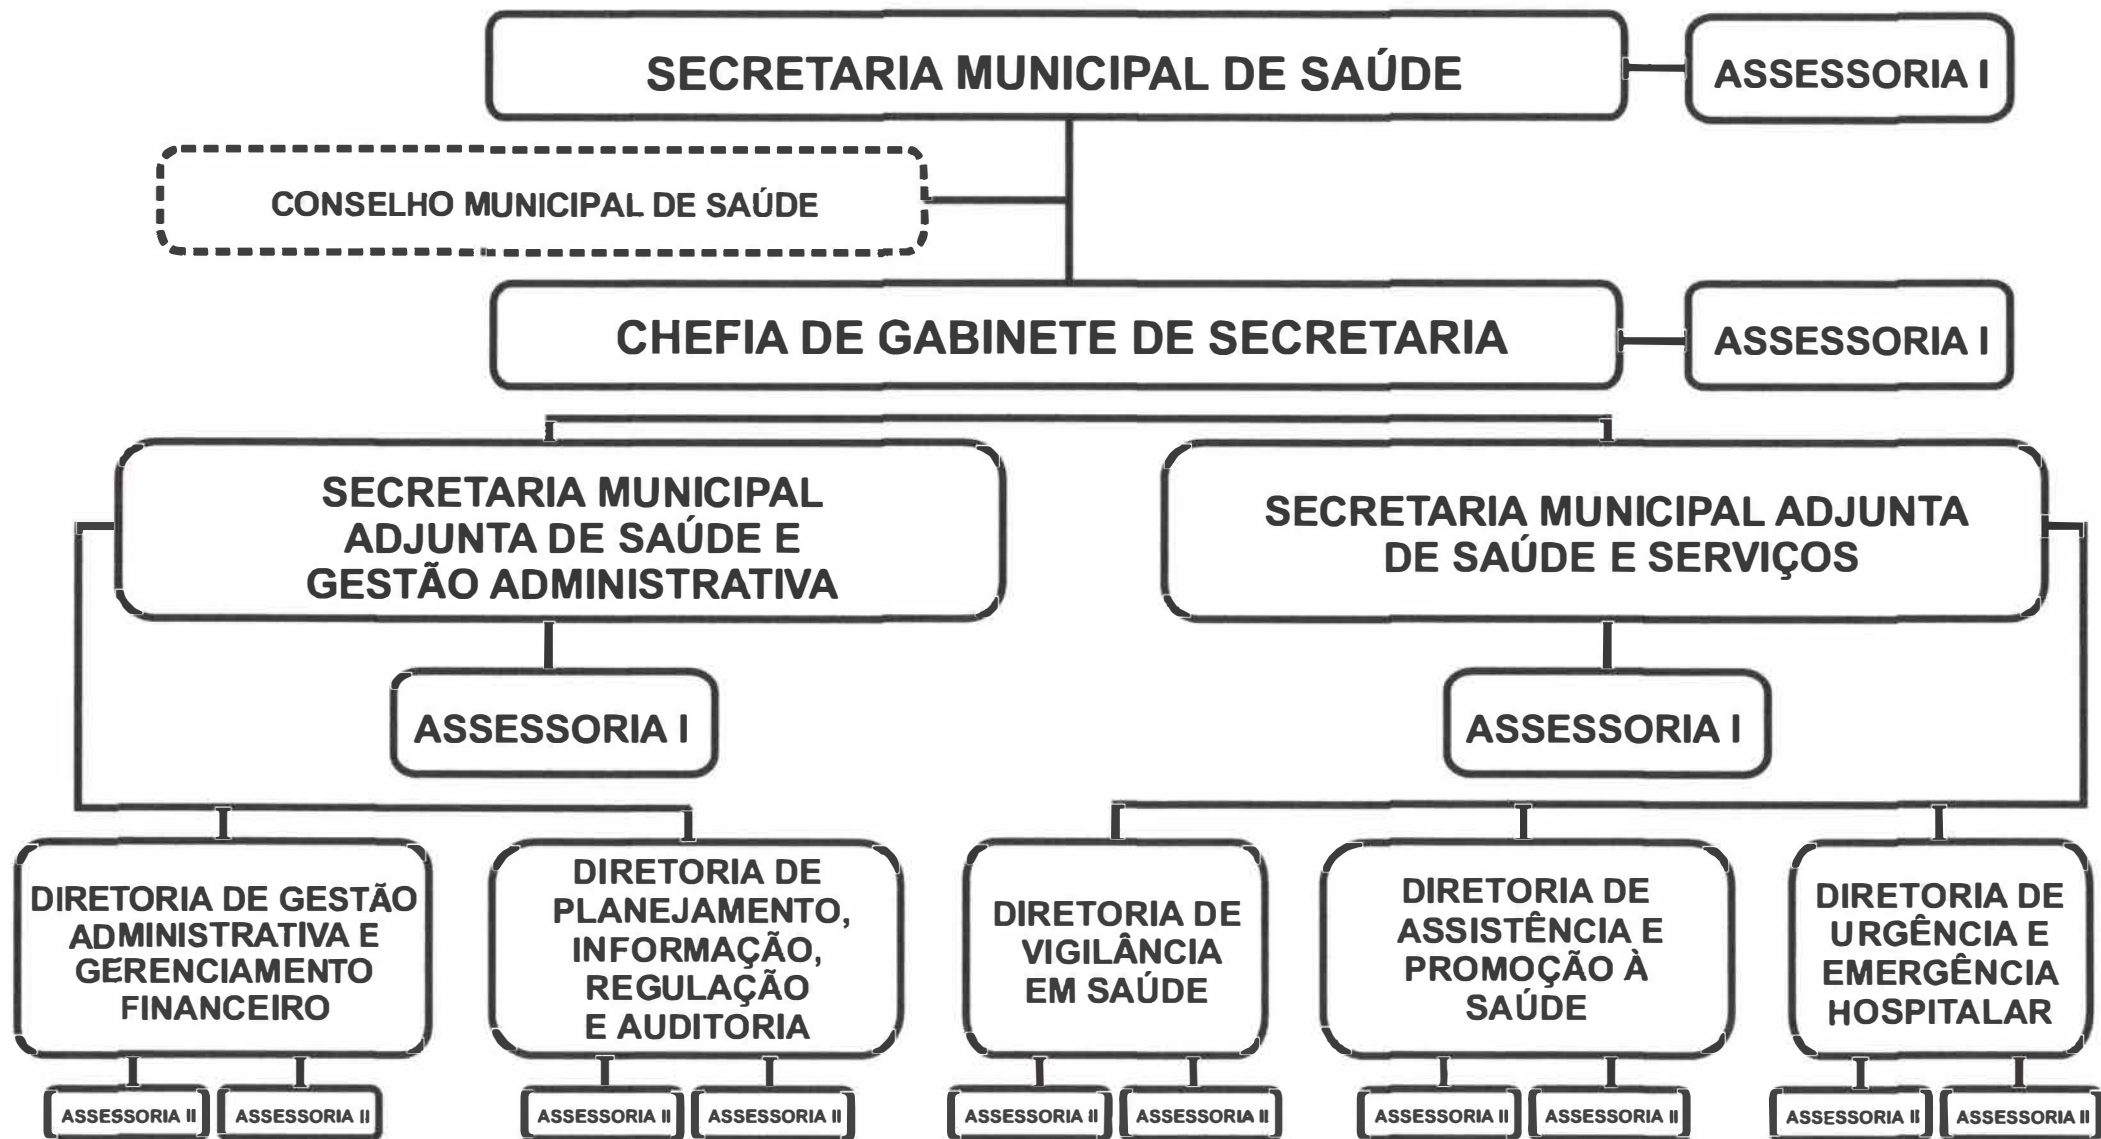 SECRETARIA MUNICIPAL DE SAÚDE
ASSESSORIA I
CONSELHO MUNICIPAL DE SAÚDE
CHEFIA DE GABINETE DE SECRETARIA
ASSESSORIA I
SECRETARIA MUNICIPAL
ADJUNTA DE SAÚDE E
GESTÃO ADMINISTRATIVA
SECRETARIA MUNICIPAL ADJUNTA
DE SAÚDE E SERVIÇOS
ASSESSORIA I
ASSESSORIA I
DIRETORIA DE GESTÃO
ADMINISTRATIVA E
GERENCIAMENTO
FINANCEIRO
DIRETORIA DE
PLANEJAMENTO,
INFORMAÇÃO,
REGULAÇÃO
E AUDITORIA
DIRETORIA DE
VIGILÂNCIA
EM SAÚDE
DIRETORIA DE
ASSISTÊNCIA E
PROMOÇÃO À
SAÚDE
DIRETORIA DE
URGÊNCIA E
EMERGÊNCIA
HOSPITALAR
ASSESSORIA II
ASSESSORIA II
ASSESSORIA II
ASSESSORIA II
ASSESSORIA II
ASSESSORIA II
ASSESSORIA II
ASSESSORIA II
ASSESSORIA II
ASSESSORIA II